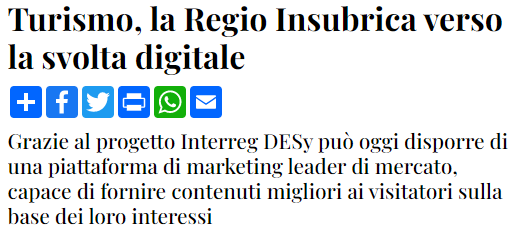 Turismo, la Regio Insubrica verso
la svolta digitale
Grazie al progetto Interreg DESy può oggi disporre di
una piattaforma di marketing leader di mercato,
capace di fornire contenuti migliori ai visitatori sulla
base dei loro interessi